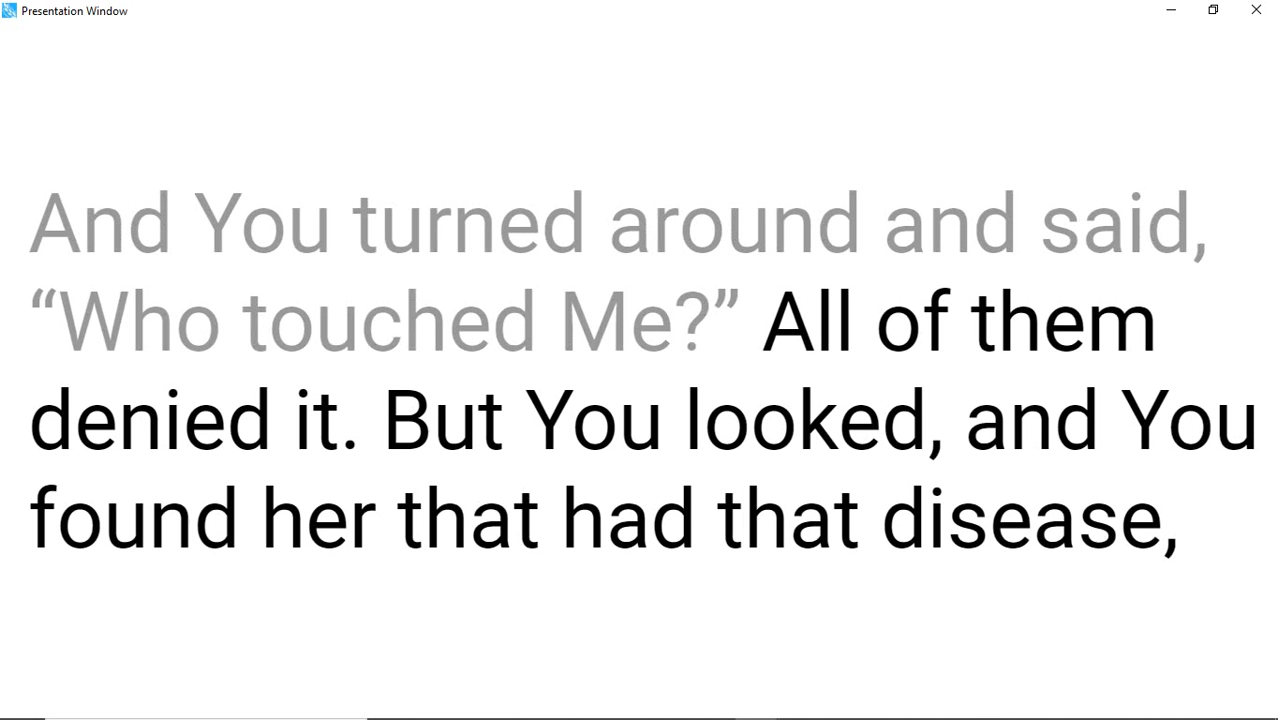 Presentation Window
And You turned around and said,
“Who touched Me?” All of them
denied it. But You looked, and You
found her that had that disease,